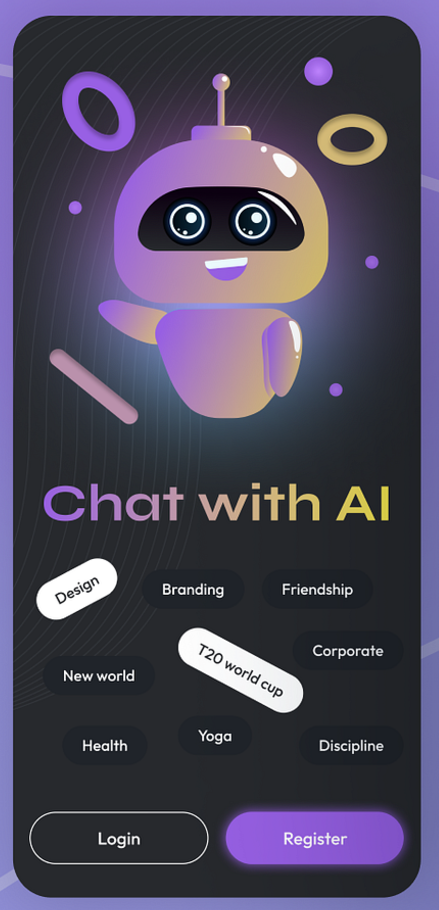 Chat with AI
Design
Branding
Friendship
T20 world cup
Corporate
New world
Health
Yoga
Discipline
Login
Register